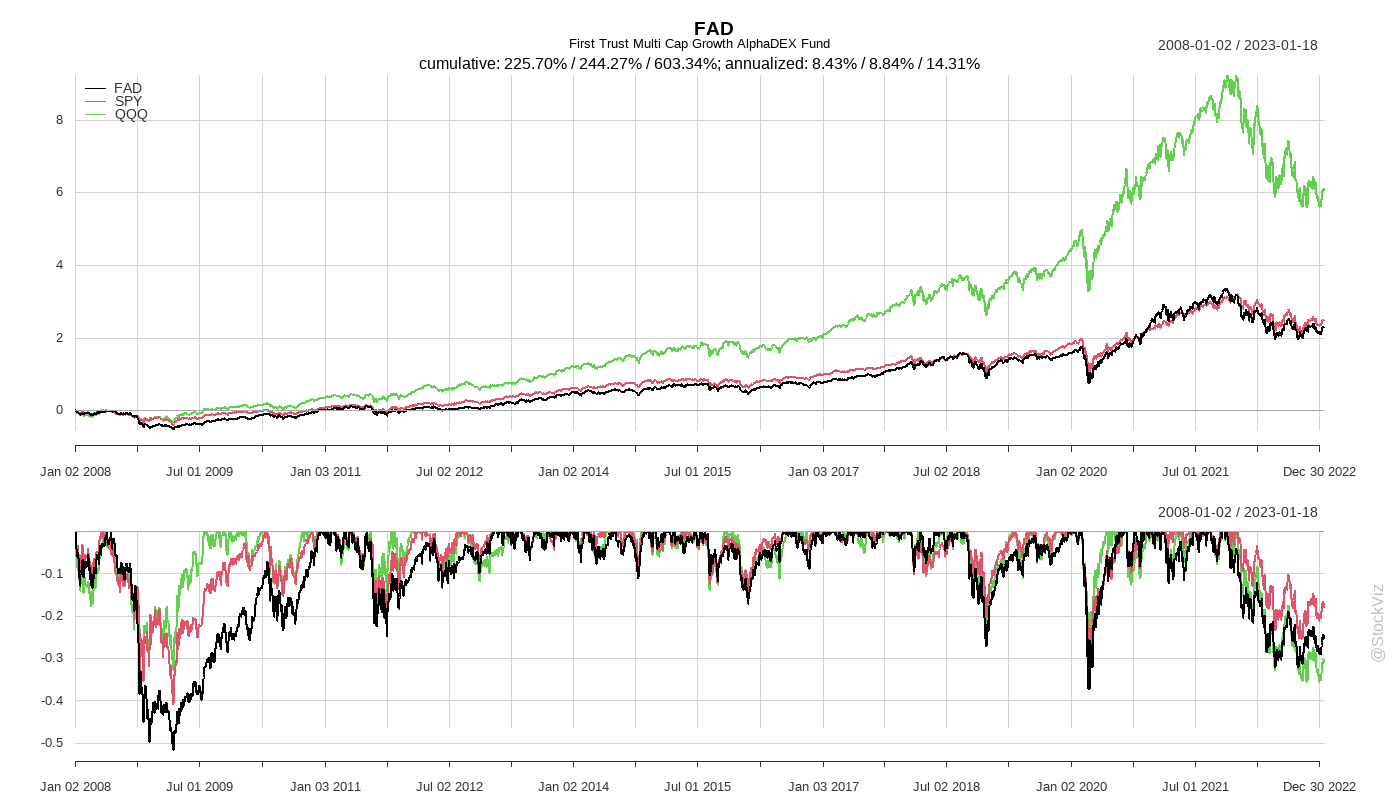 FAD
First Trust Multi Cap Growth AlphaDEX Fund
2008-01-02 / 2023-01-18
cumulative: 225.70% / 244.27% / 603.34%; annualized: 8.43% / 8.84% / 14.31%
FAD
SPY
QQQ
8
6
4
2
0
Jan 02 2008 Jul 01 2009 Jan 03 2011 Jul 02 2012 Jan 02 2014 Jul 01 2015 Jan 03 2017 Jul 02 2018 Jan 02 2020 Jul 01 2021 Dec 30 2022
2008-01-02 / 2023-01-18
-0.1
-0.2
-0.3
-0.4
-0.5
Jan 02 2008 Jul 01 2009 Jan 03 2011 Jul 02 2012 Jan 02 2014 Jul 01 2015 Jan 03 2017 Jul 02 2018 Jan 02 2020 Jul 01 2021 Dec 30 2022
@StockViz